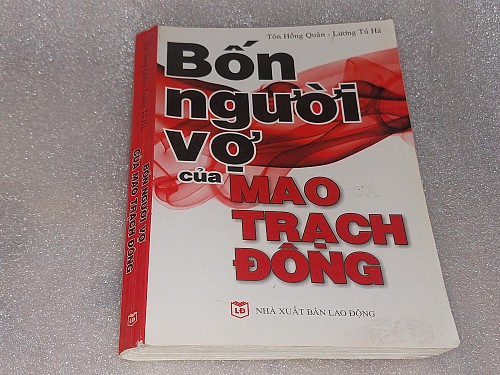 Tôn Hồng Quân - Lương Tú Hà
Bốn
người
vợ
của MAO
TRẠCH
ĐÔNG
LĐ
NHÀ XUẤT BẢN LAO ĐỘNG
BỐN NGƯỜI VỢ
CỦA MAO TRẠCH ĐÔNG